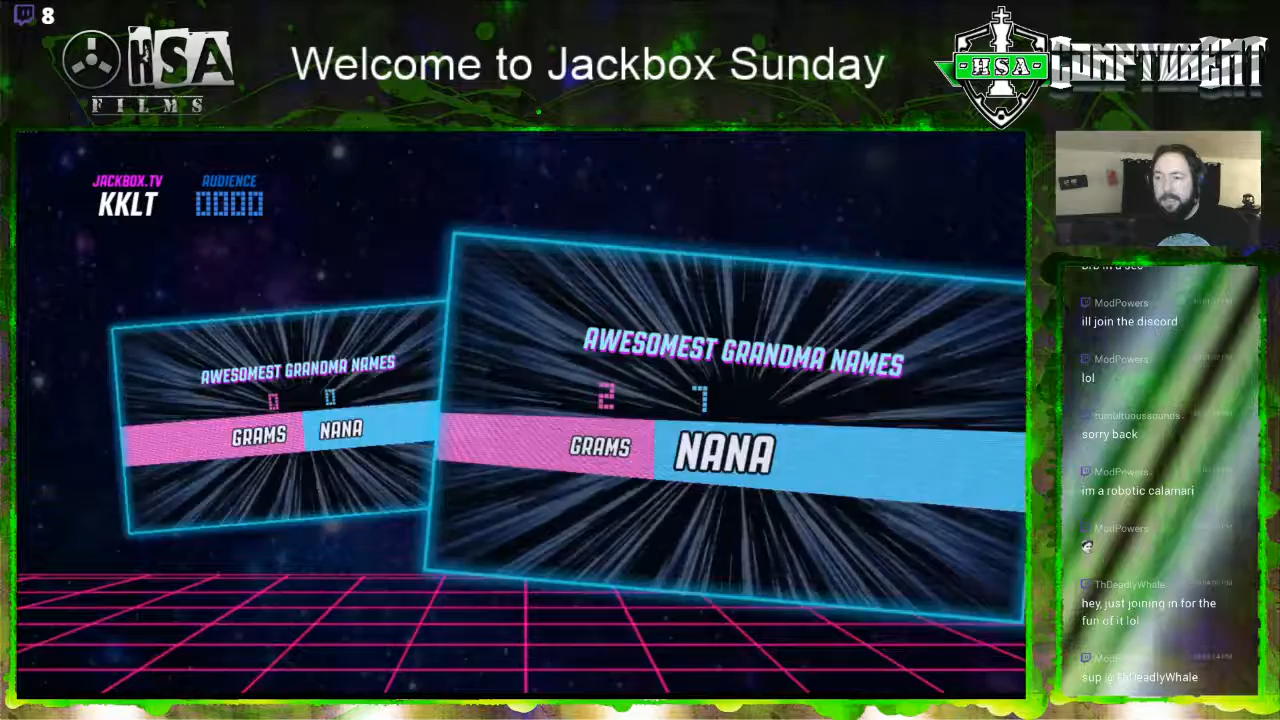 8
HSA
FILMS
Welcome to Jackbox Sunday
-HSA-
JACKBOX.TV
KKLT
AUDIENCE
0000
AWESOMEST GRANDMA NAMES
0 0
GRAMS NANA
AWESOMEST GRANDMA NAMES
2 7
GRAMS NANA
ModPowers
ill join the discord
ModPowers
lol
tumultuoussounds
sorry back
ModPowers
im a robotic calamari
ModPowers
ThDeadlyWhale
hey, just joining in for the
fun of it lol
sup @ThDeadlyWhale